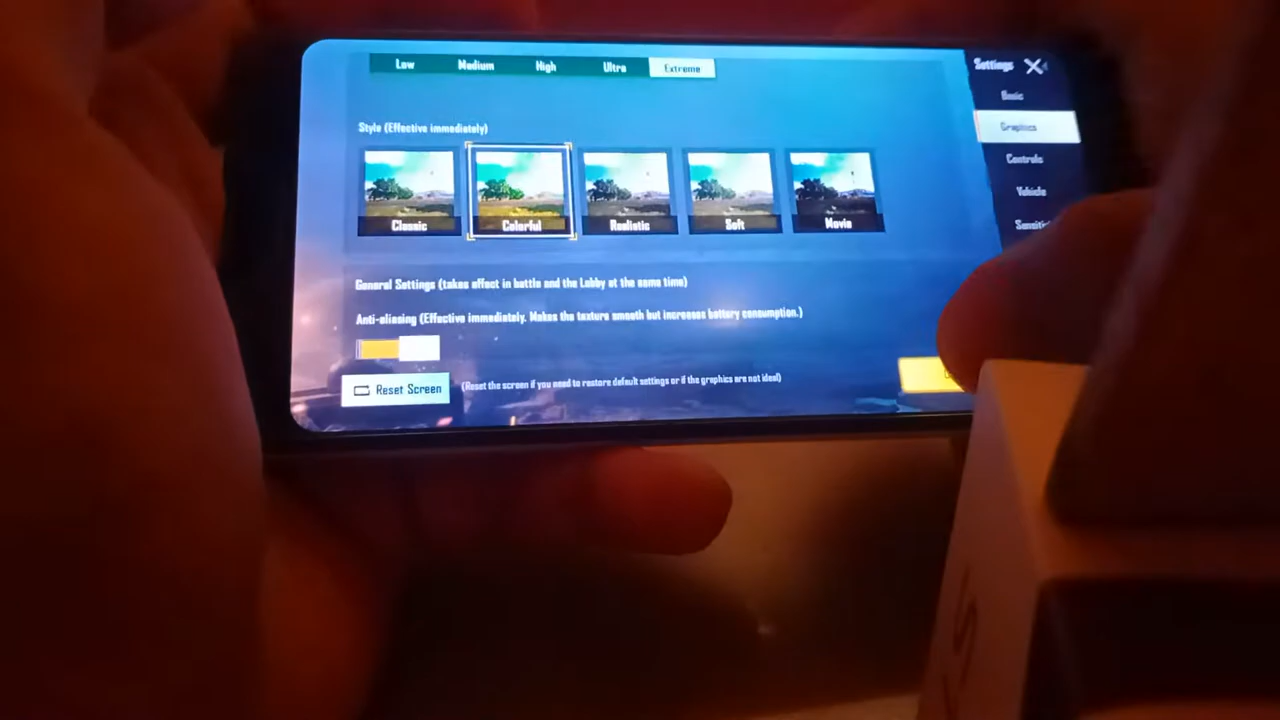 Low Medium High Ultra Extreme
Settings X
Basic
Style (Effective immediately)
Graphics
Controls
Vehicle
Classic Colorful Realistic Soft Movie
General Settings (takes effect in battle and the Lobby at the same time)
Anti-aliasing (Effective immediately. Makes the texture smooth but increases battery consumption.)
Reset Screen (Reset the screen if you need to restore default settings or if the graphics are not ideal)